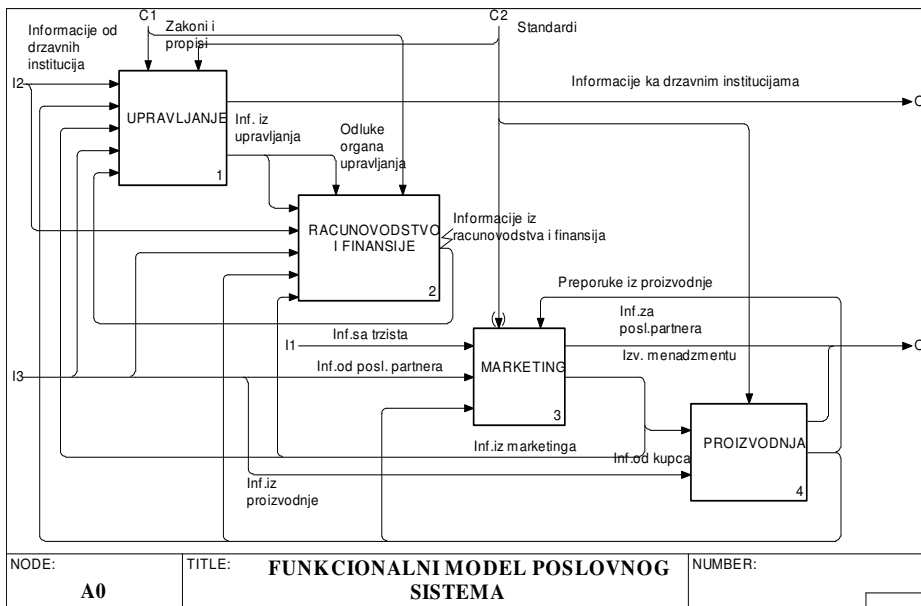 C1
C2
Informacije od
drzavnih
institucija
Zakoni i
propisi
Standardi
I2
Informacije ka drzavnim institucijama
O
UPRAVLJANJE
1
Inf. iz
upravljanja
Odluke
organa
upravljanja
RACUNOVODSTVO
I FINANSIJE
2
Informacije iz
racunovodstva i finansija
Preporuke iz proizvodnje
Inf.za
posl.partnera
I1
Inf.sa trzista
O
Izv. menadzmentu
I3
Inf.od posl. partnera
MARKETING
3
Inf.iz marketinga
Inf.od kupca
PROIZVODNJA
4
Inf.iz
proizvodnje
NODE:
A0
TITLE:
FUNKCIONALNI MODEL POSLOVNOG
SISTEMA
NUMBER: